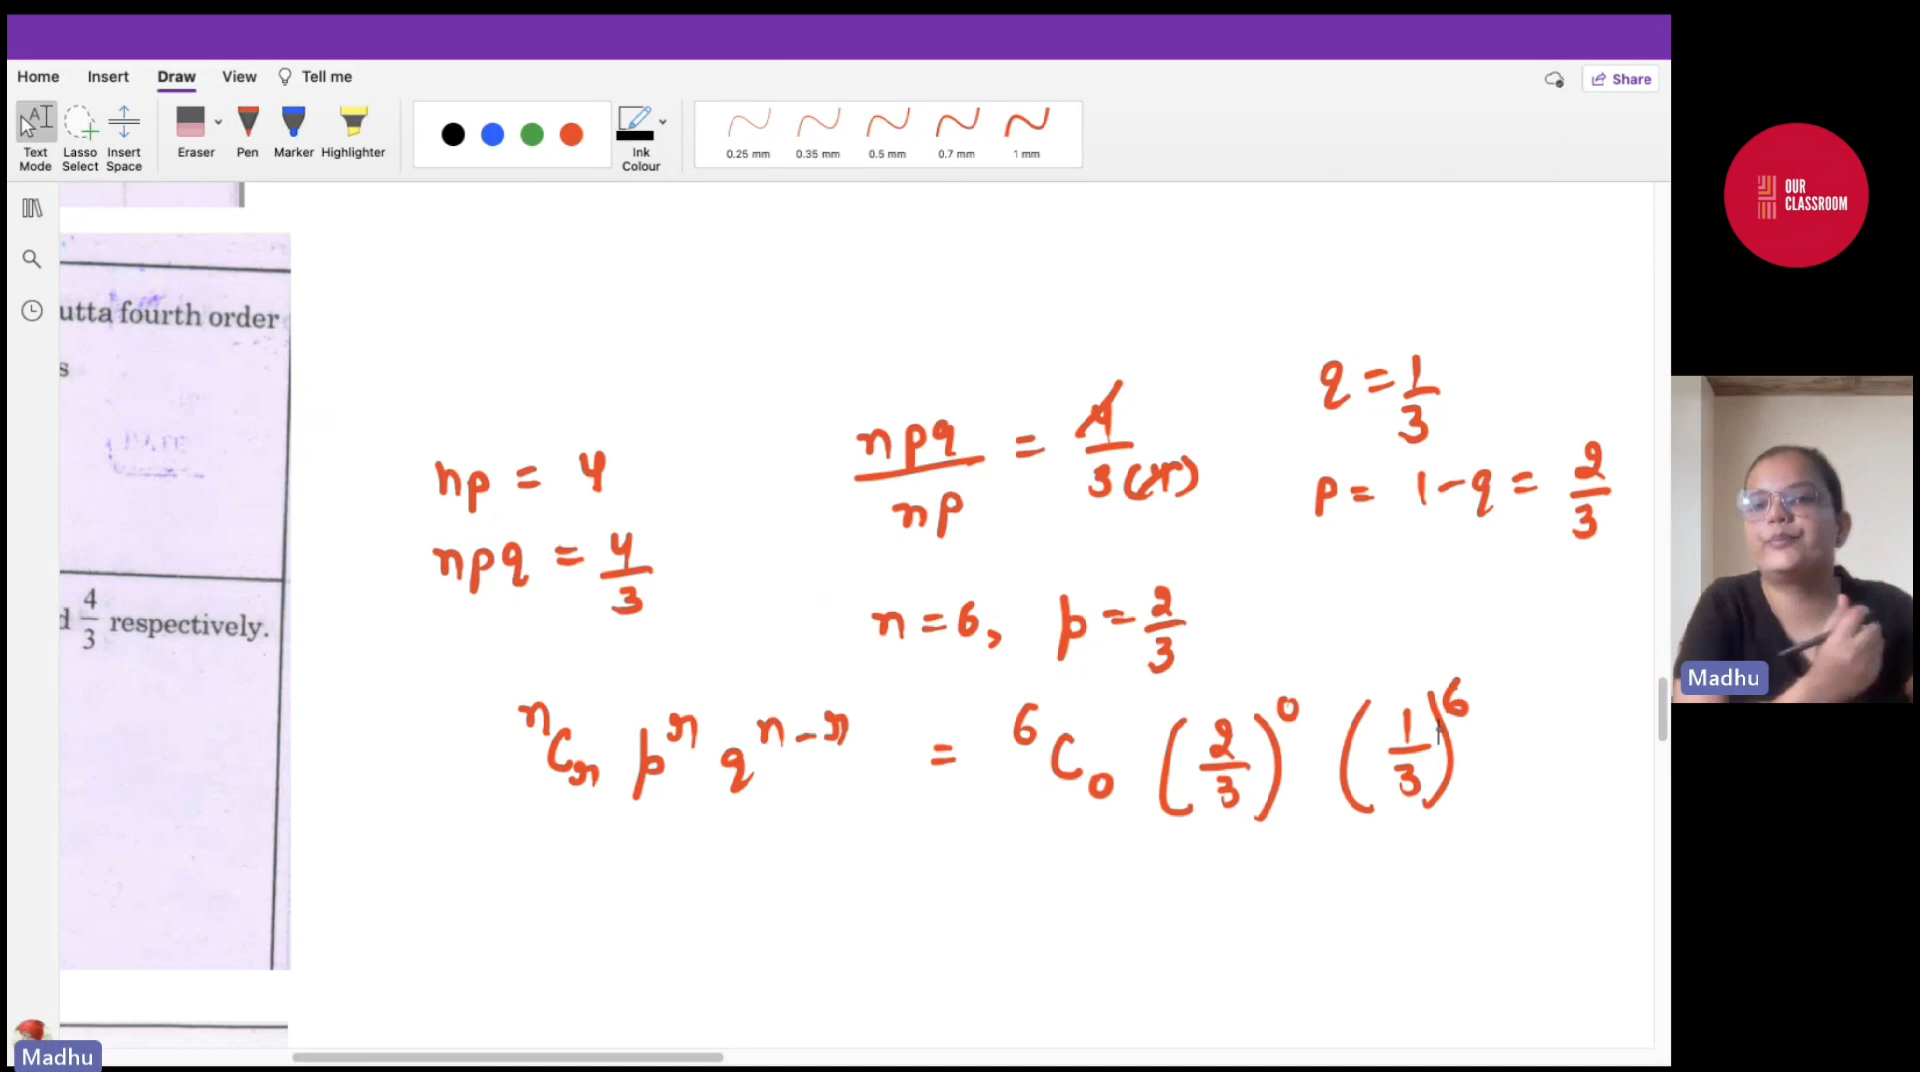 Home Insert Draw View Tell me
Share
Text Mode
Lasso Select
Insert Space
Eraser
Pen
Marker
Highlighter
Ink Colour
0.25 mm
0.35 mm
0.5 mm
0.7 mm
1 mm
OUR CLASSROOM
utta fourth order
s
4/3 respectively.
np = 4
npq = 4/3
npq/np = 4/3(4)
q = 1/3
p = 1-q = 2/3
n = 6, p = 2/3
ⁿCᵣ pʳ qⁿ⁻ʳ = ⁶C₀ (2/3)⁰ (1/3)⁶
Madhu
Madhu